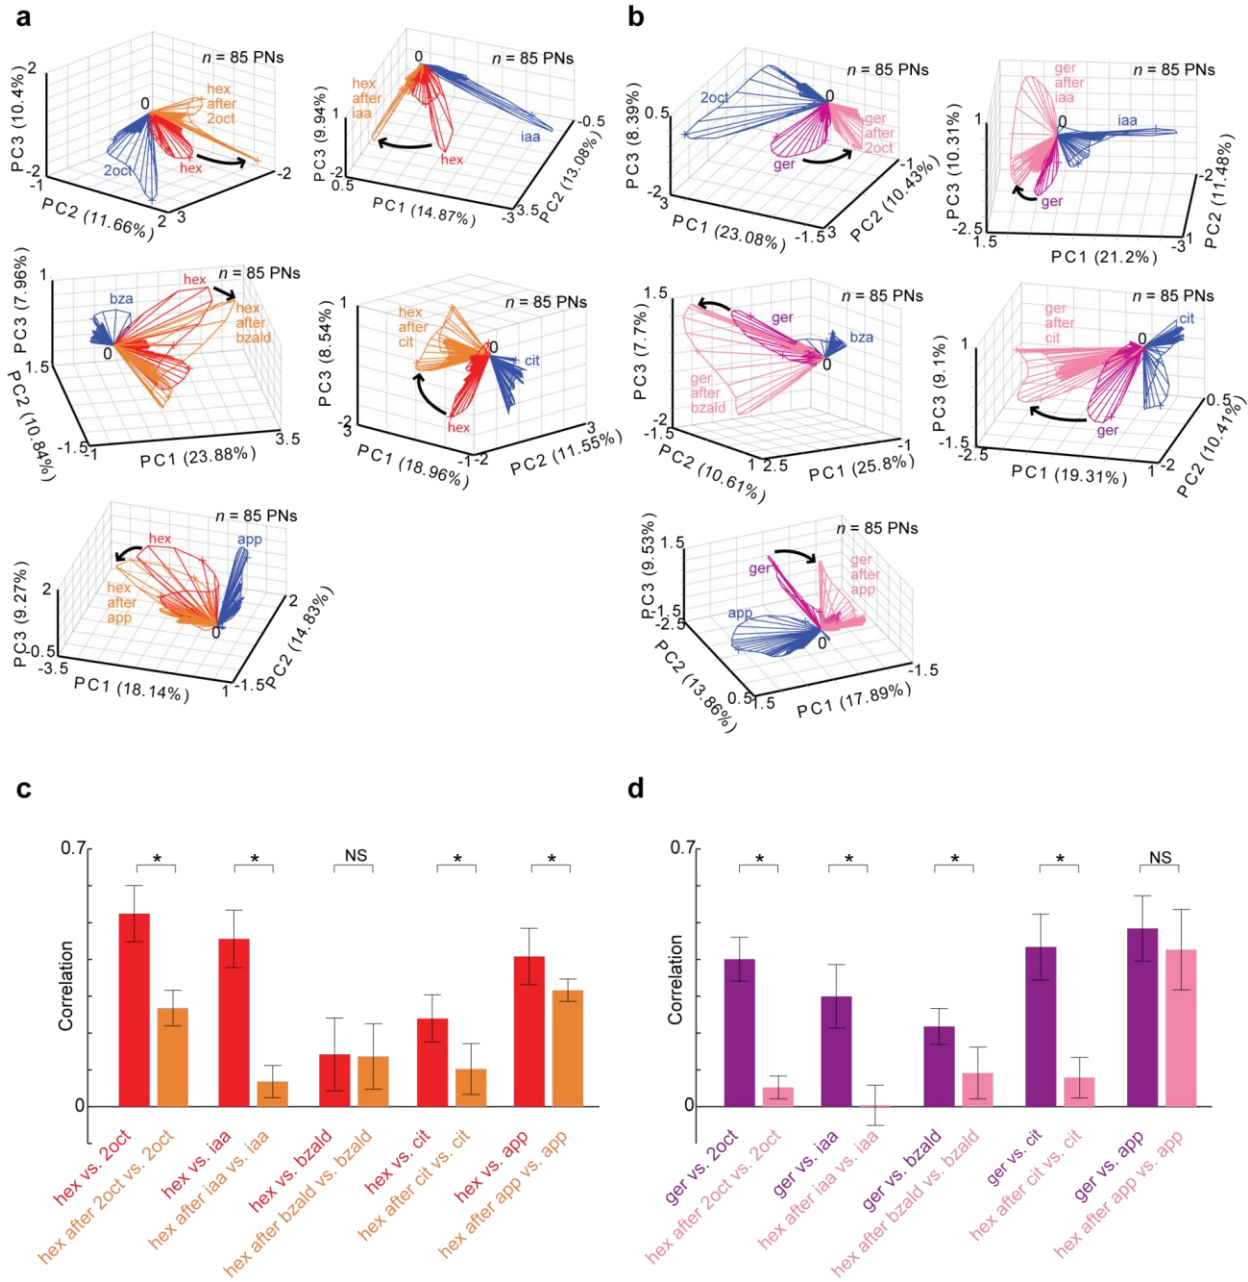 a
n = 85 PNs
2
0
hex
after
2oct
2oct
hex
PC3 (10.4%)
-2
-1
PC2 (11.66%)
2
3
-2
n = 85 PNs
0
hex
after
iaa
iaa
hex
PC3 (9.94%)
1
-2
0.5
PC1 (14.87%)
-3
3.5
PC2 (13.08%)
-0.5
n = 85 PNs
1
bza
hex
hex
after
bzald
0
PC3 (7.96%)
1.5
PC2 (10.84%)
-1.5
-1
PC1 (23.88%)
3.5
n = 85 PNs
1
hex
after
cit
0
cit
hex
PC3 (8.54%)
-2
3
PC1 (18.96%)
-1
-2
PC2 (11.55%)
3
n = 85 PNs
hex
app
hex
after
app
0
2
PC3 (9.27%)
-0.5
-3.5
PC1 (18.14%)
1
-1.5
PC2 (14.83%)
2
b
n = 85 PNs
2oct
0
ger
after
2oct
ger
0.5
PC3 (8.39%)
-2
3
PC1 (23.08%)
-1.5
3
PC2 (10.43%)
-1
n = 85 PNs
ger
after
iaa
0
iaa
ger
1
PC3 (10.31%)
-2.5
1.5
PC1 (21.2%)
-3
1
PC2 (11.48%)
-2
n = 85 PNs
1.5
ger
bza
0
ger
after
bzald
PC3 (7.7%)
-2
-1.5
PC2 (10.61%)
1
2.5
PC1 (25.8%)
-1
n = 85 PNs
ger
after
cit
cit
0
ger
1
PC3 (9.1%)
-1.5
-2.5
PC1 (19.31%)
1
-2
PC2 (10.41%)
0.5
n = 85 PNs
1.5
ger
ger
after
app
app
0
PC3 (9.53%)
-1.5
-2.5
PC2 (13.86%)
0.5
1.5
PC1 (17.89%)
-1.5
c
0.7
Correlation
0
*
*
NS
*
*
hex vs. 2oct
hex after 2oct vs. 2oct
hex vs. iaa
hex after iaa vs. iaa
hex vs. bzald
hex after bzald vs. bzald
hex vs. cit
hex after cit vs. cit
hex vs. app
hex after app vs. app
d
0.7
Correlation
0
*
*
*
*
NS
ger vs. 2oct
hex after 2oct vs. 2oct
ger vs. iaa
hex after iaa vs. iaa
ger vs. bzald
hex after bzald vs. bzald
ger vs. cit
hex after cit vs. cit
ger vs. app
hex after app vs. app